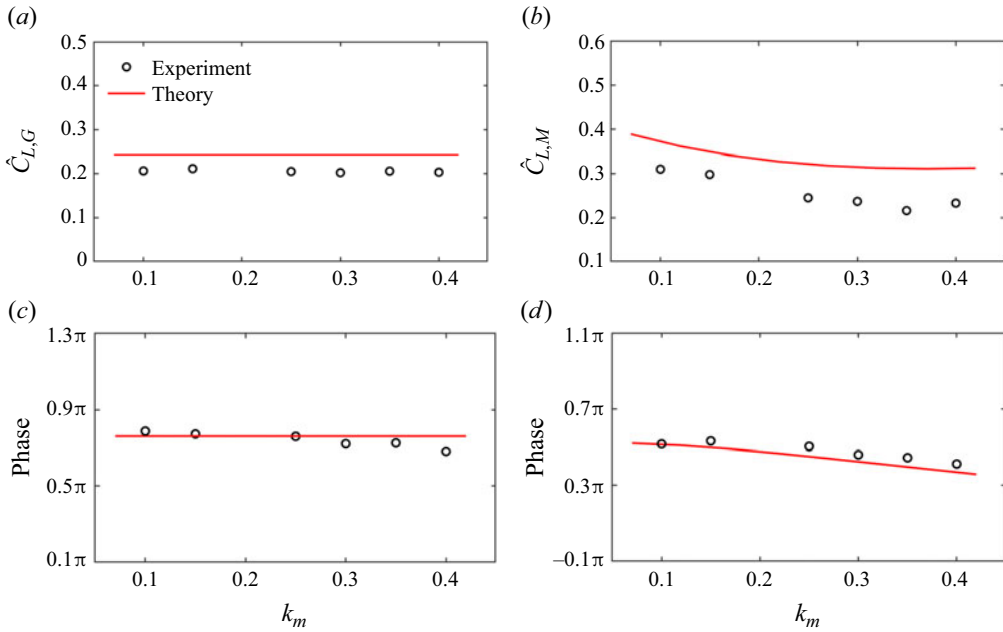 (a)
0.5
0.4
0.3
0.2
0.1
0
Ĉ_{L,G}
Experiment
Theory
0.1 0.2 0.3 0.4
(b)
0.6
0.5
0.4
0.3
0.2
0.1
Ĉ_{L,M}
0.1 0.2 0.3 0.4
(c)
1.3π
0.9π
0.5π
0.1π
Phase
0.1 0.2 0.3 0.4
k_m
(d)
1.1π
0.7π
0.3π
–0.1π
Phase
0.1 0.2 0.3 0.4
k_m